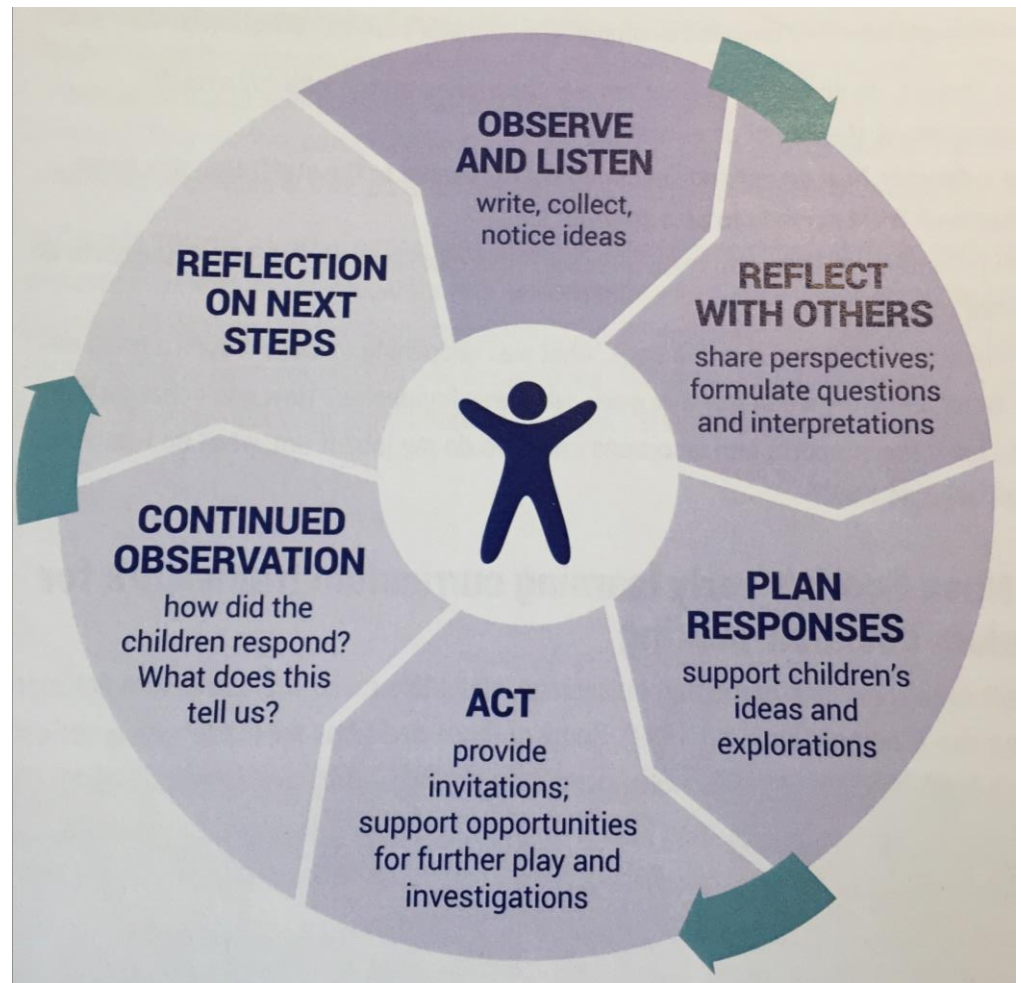 OBSERVE
AND LISTEN
write, collect,
notice ideas
REFLECT
WITH OTHERS
share perspectives;
formulate questions
and interpretations
PLAN
RESPONSES
support children's
ideas and
explorations
ACT
provide
invitations;
support opportunities
for further play and
investigations
CONTINUED
OBSERVATION
how did the
children respond?
What does this
tell us?
REFLECTION
ON NEXT
STEPS